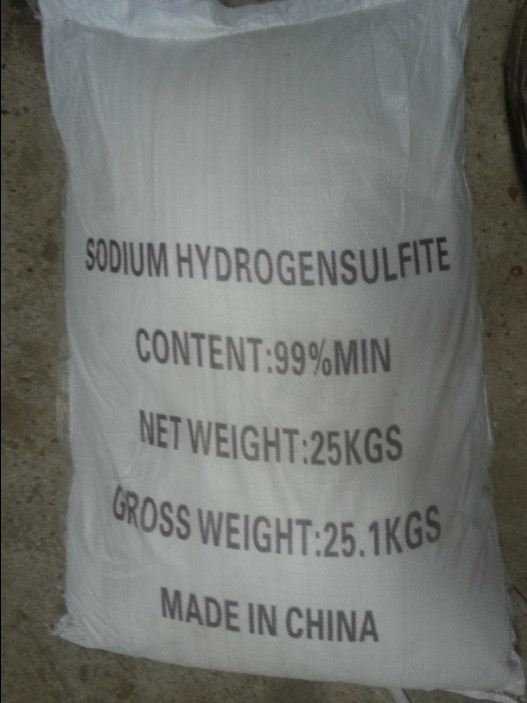 SODIUM HYDROGENSULFITE
CONTENT:99%MIN
NET WEIGHT:25KGS
GROSS WEIGHT:25.1KGS
MADE IN CHINA